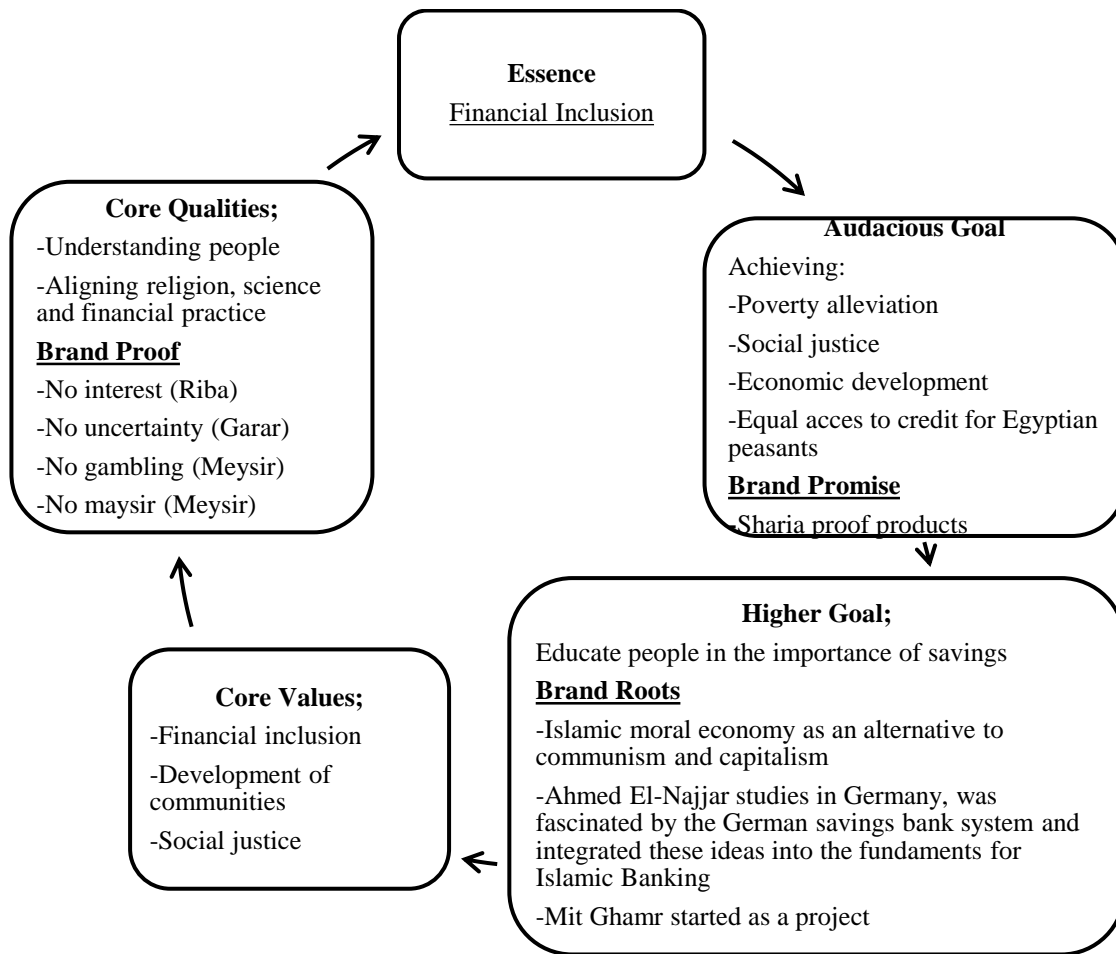 Essence
Financial Inclusion
Core Qualities;
-Understanding people
-Aligning religion, science
and financial practice
Brand Proof
-No interest (Riba)
-No uncertainty (Garar)
-No gambling (Meysir)
-No maysir (Meysir)
Audacious Goal
Achieving:
-Poverty alleviation
-Social justice
-Economic development
-Equal acces to credit for Egyptian
peasants
Brand Promise
-Sharia proof products
Higher Goal;
Educate people in the importance of savings
Brand Roots
-Islamic moral economy as an alternative to
communism and capitalism
-Ahmed El-Najjar studies in Germany, was
fascinated by the German savings bank system and
integrated these ideas into the fundaments for
Islamic Banking
-Mit Ghamr started as a project
Core Values;
-Financial inclusion
-Development of
communities
-Social justice